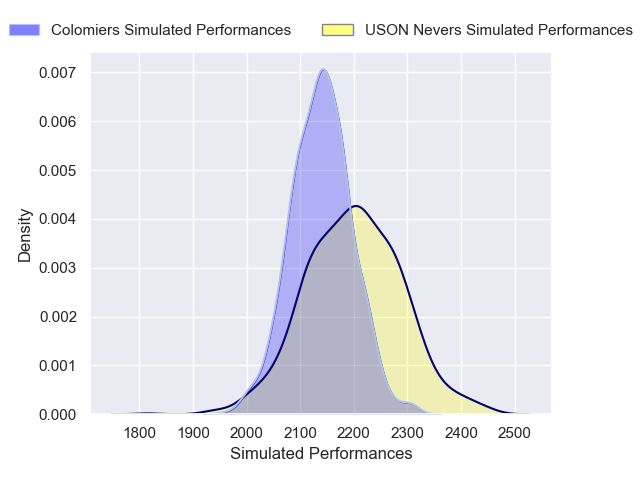 Colomiers Simulated Performances USON Nevers Simulated Performances
0.007
0.006
0.005
0.004
0.003
0.002
0.001
0.000
Density
1800 1900 2000 2100 2200 2300 2400 2500
Simulated Performances